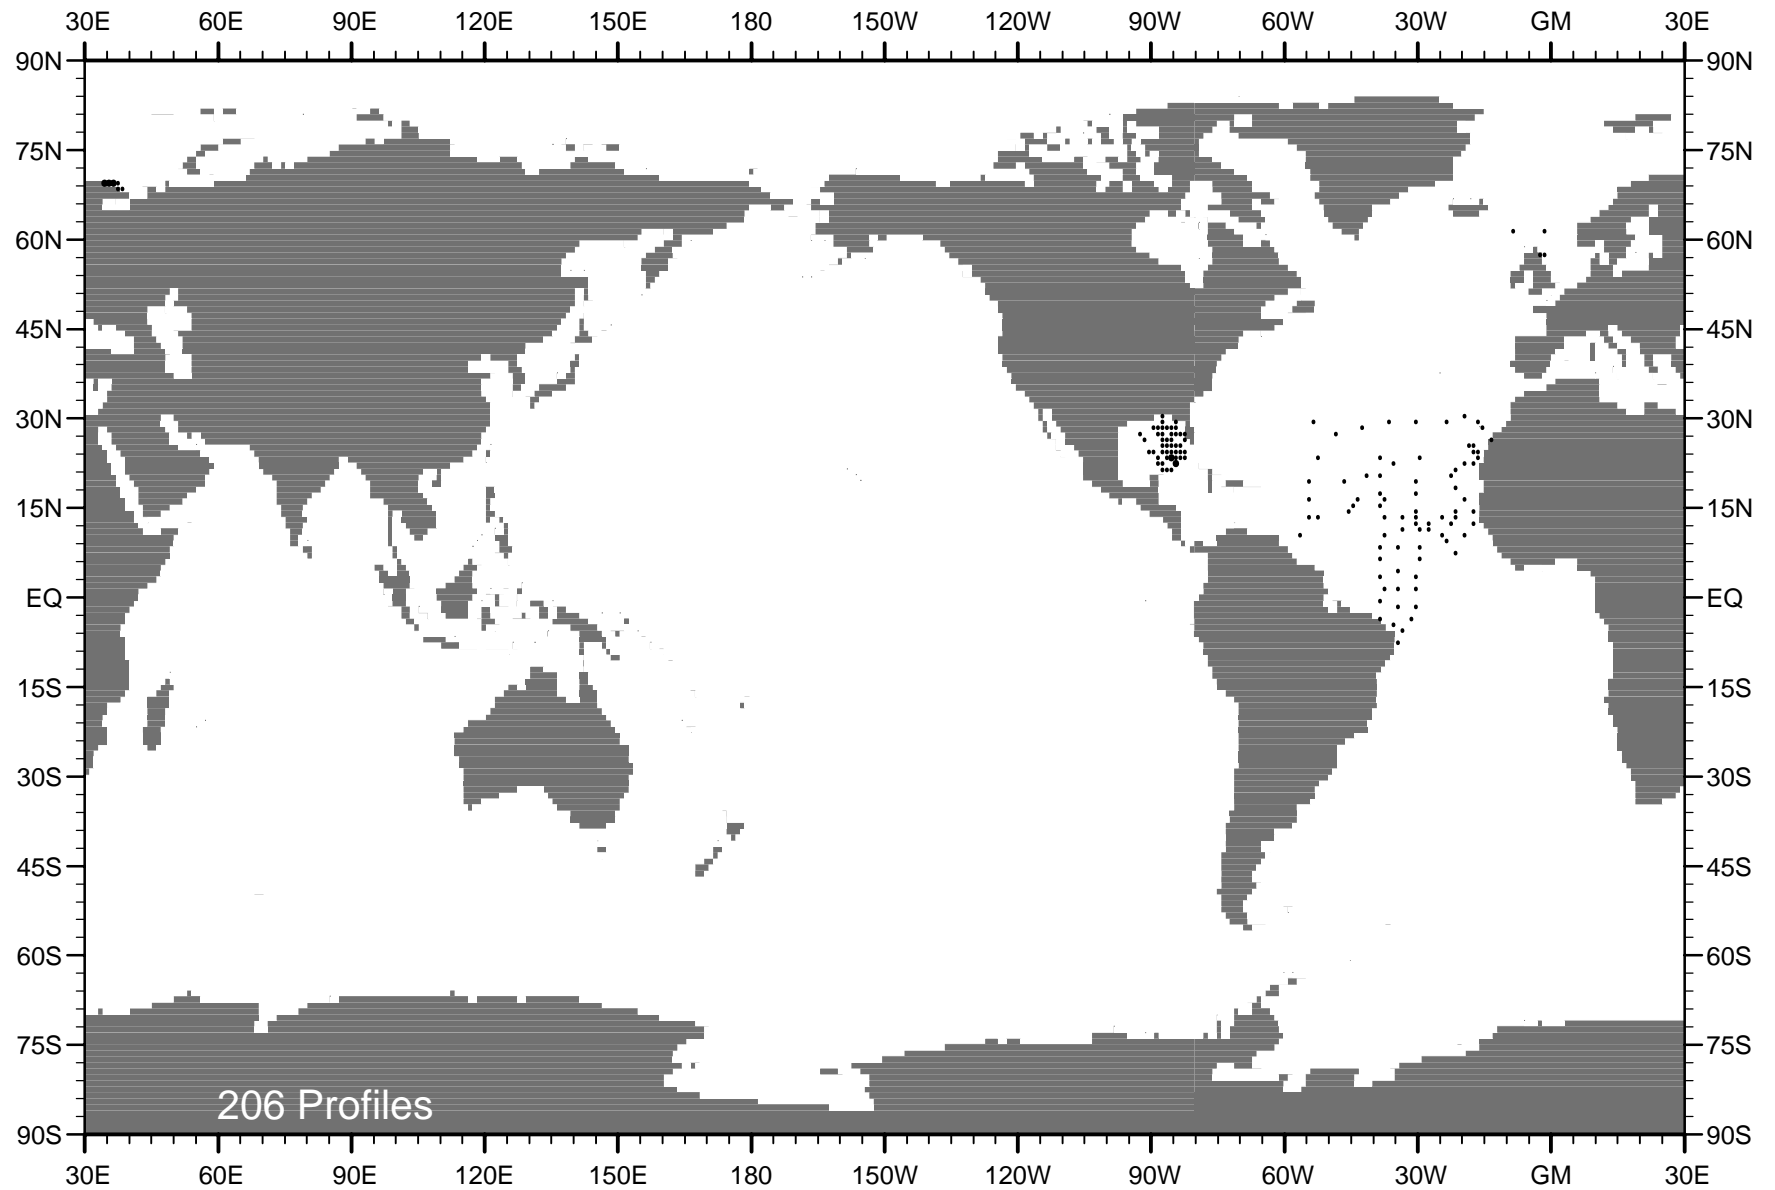 30E 60E 90E 120E 150E 180 150W 120W 90W 60W 30W GM 30E
90N 90N
75N 75N
60N 60N
45N 45N
30N 30N
15N 15N
EQ EQ
15S 15S
30S 30S
45S 45S
60S 60S
75S 75S
206 Profiles
90S 90S
30E 60E 90E 120E 150E 180 150W 120W 90W 60W 30W GM 30E